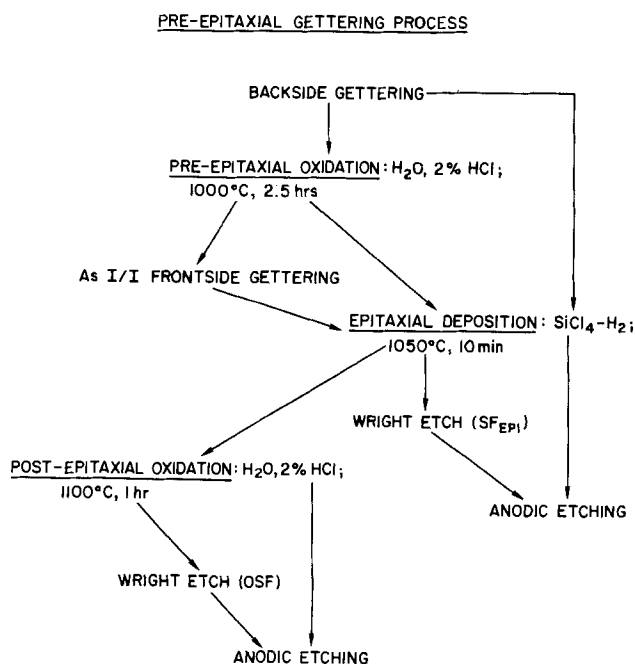 PRE-EPITAXIAL GETTERING PROCESS
BACKSIDE GETTERING
PRE-EPITAXIAL OXIDATION: H₂O, 2% HCl;
1000°C, 2.5 hrs
As I/I FRONTSIDE GETTERING
EPITAXIAL DEPOSITION: SiCl₄-H₂;
1050°C, 10 min
WRIGHT ETCH (SF_EPI)
POST-EPITAXIAL OXIDATION: H₂O, 2% HCl;
1100°C, 1 hr
ANODIC ETCHING
WRIGHT ETCH (OSF)
ANODIC ETCHING